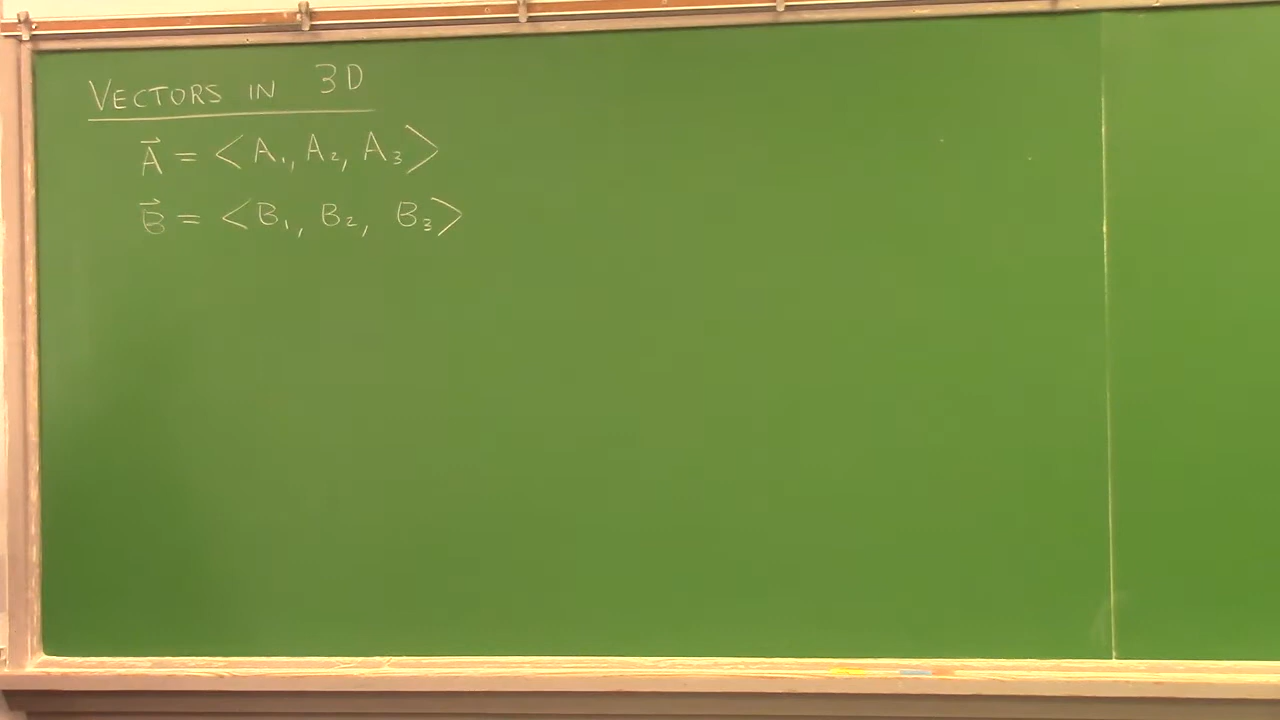 VECTORS IN 3D
A⃗ = <A₁, A₂, A₃>
B⃗ = <B₁, B₂, B₃>